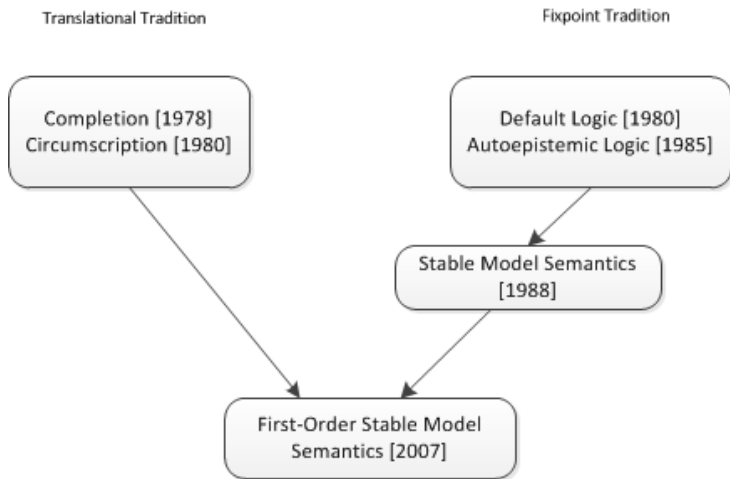 Translational Tradition
Fixpoint Tradition
Completion [1978]
Circumscription [1980]
Default Logic [1980]
Autoepistemic Logic [1985]
Stable Model Semantics
[1988]
First-Order Stable Model
Semantics [2007]